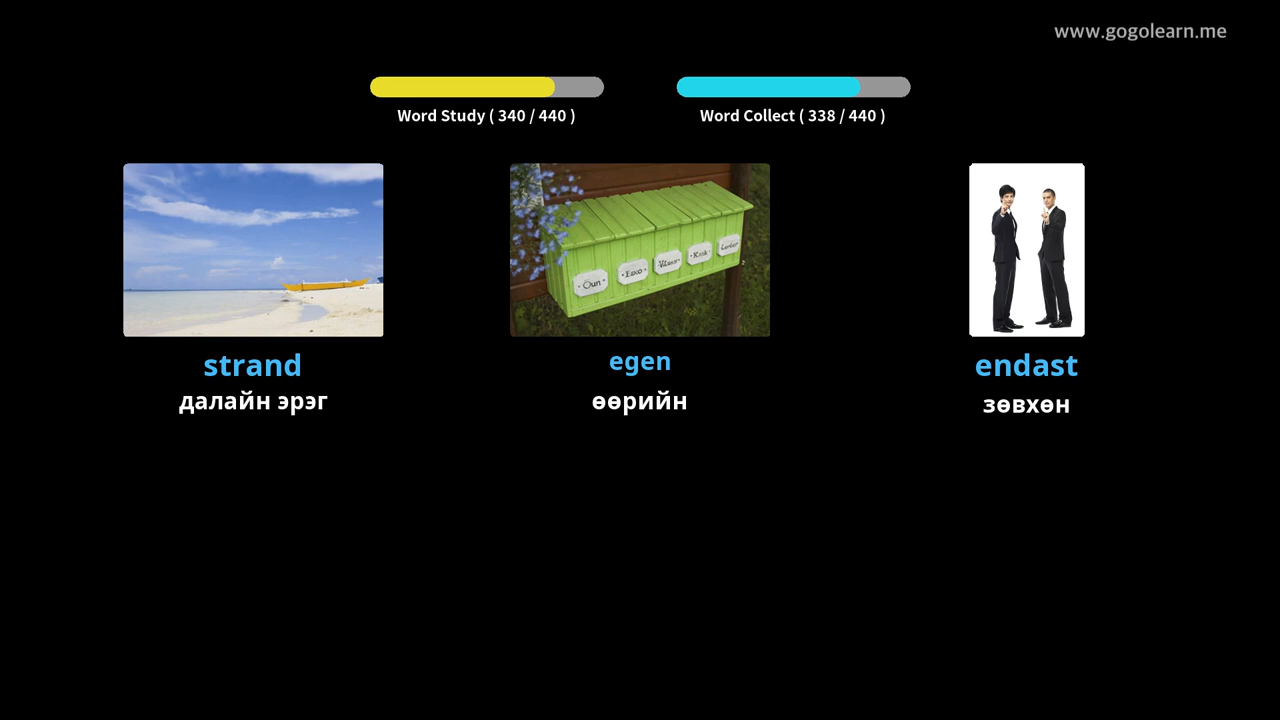 www.gogolearn.me
Word Study ( 340 / 440 )
Word Collect ( 338 / 440 )
strand
далайн эрэг
egen
өөрийн
endast
зөвхөн